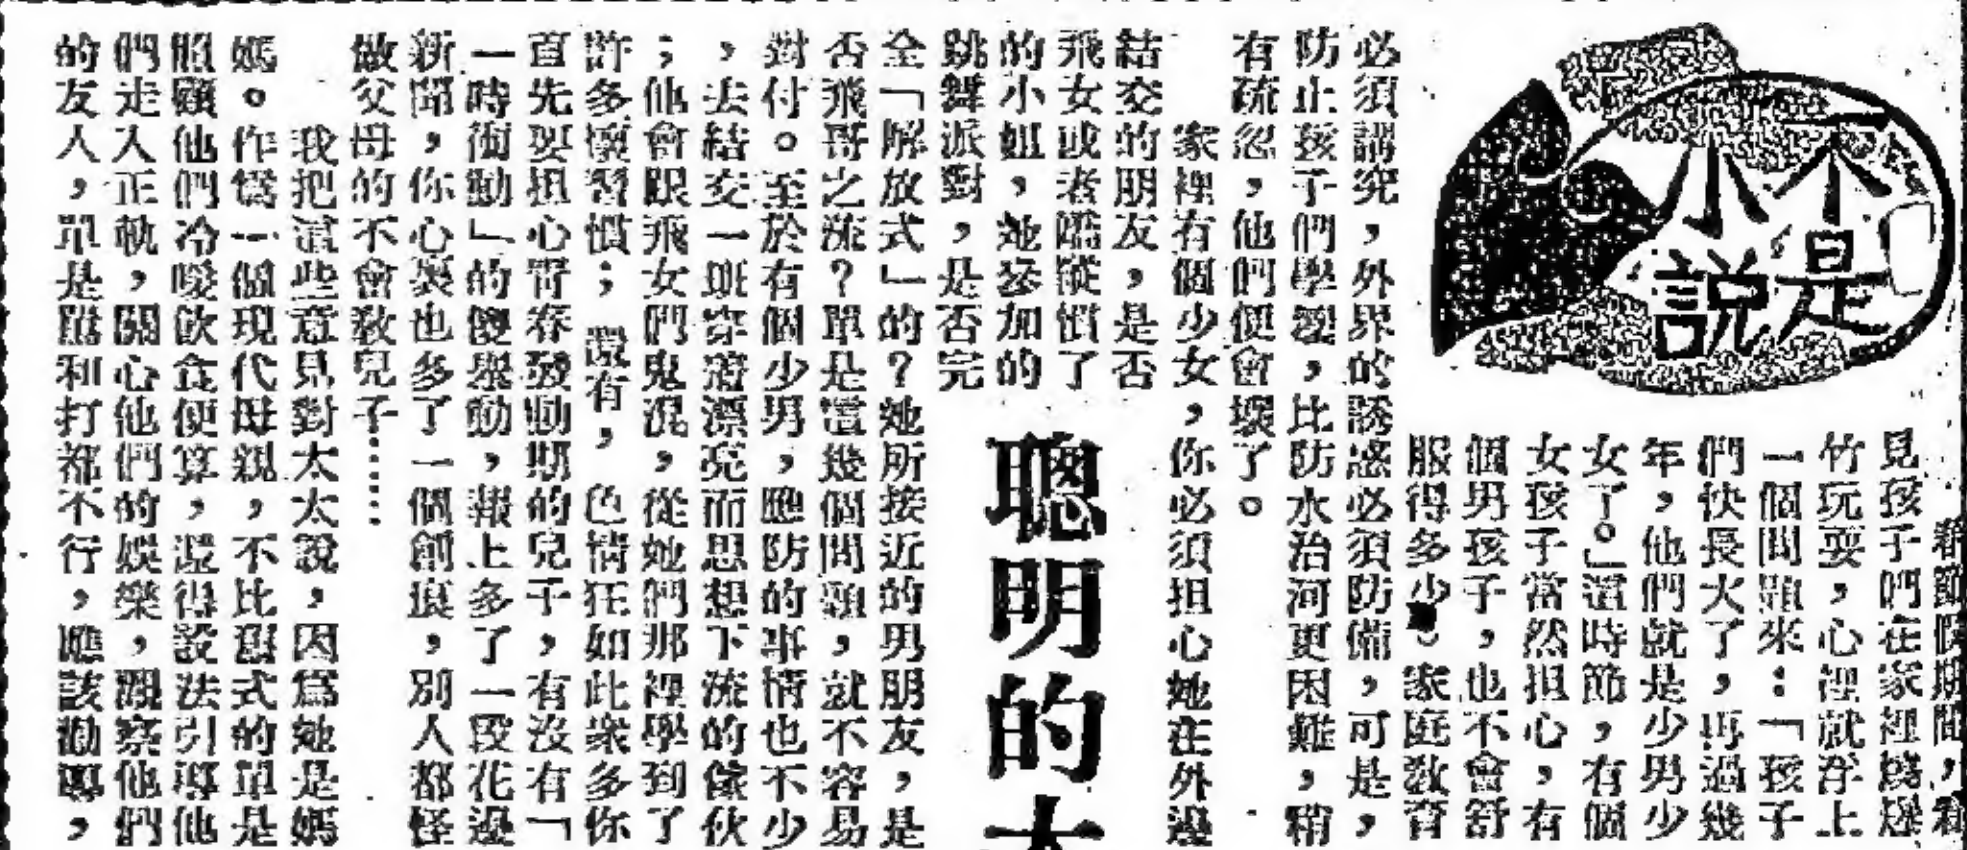 不是
小說
春節假期間,看
見孩子們在家裡燒爆
竹玩耍,心裡就浮上
一個問題來:「孩子
們快長大了,再過幾
年,他們就是少男少
女了。」這時節,有個
女孩子當然担心,有
個男孩子,也不會舒
服得多少。家庭教育
必須講究,外界的誘惑必須防備,可是,
防止孩子們學壞,比防水治河更困難,稍
有疏忽,他們便會壞了。
家裡有個少女,你必須担心她在外邊
結交的朋友,是否
飛女或者嬌縱慣了
的小姐,她參加的
跳舞派對,是否完
聰明的太
全「解放式」的?她所接近的男朋友,是
否飛哥之流?單是當幾個問題,就不容易
對付。至於有個少男,應防的事情也不少
,去結交一班穿着漂亮而思想下流的傢伙
;他會跟飛女們鬼混,從她們那裡學到了
許多壞習慣;還有,色情狂如此衆多你
首先要担心靑春發動期的兒子,有沒有「
一時衝動」的傻舉動,報上多了一段花邊
新聞,你心裏也多了一個創痕,別人都怪
做父母的不會敎兒子……
我把這些意見對太太說,因爲她是媽
媽。作爲一個現代母親,不比舊式的單是
照顧他們冷暖飲食便算,還得設法引導他
們走入正軌,關心他們的娛樂,觀察他們
的友人,單是罵和打都不行,應該勸導,